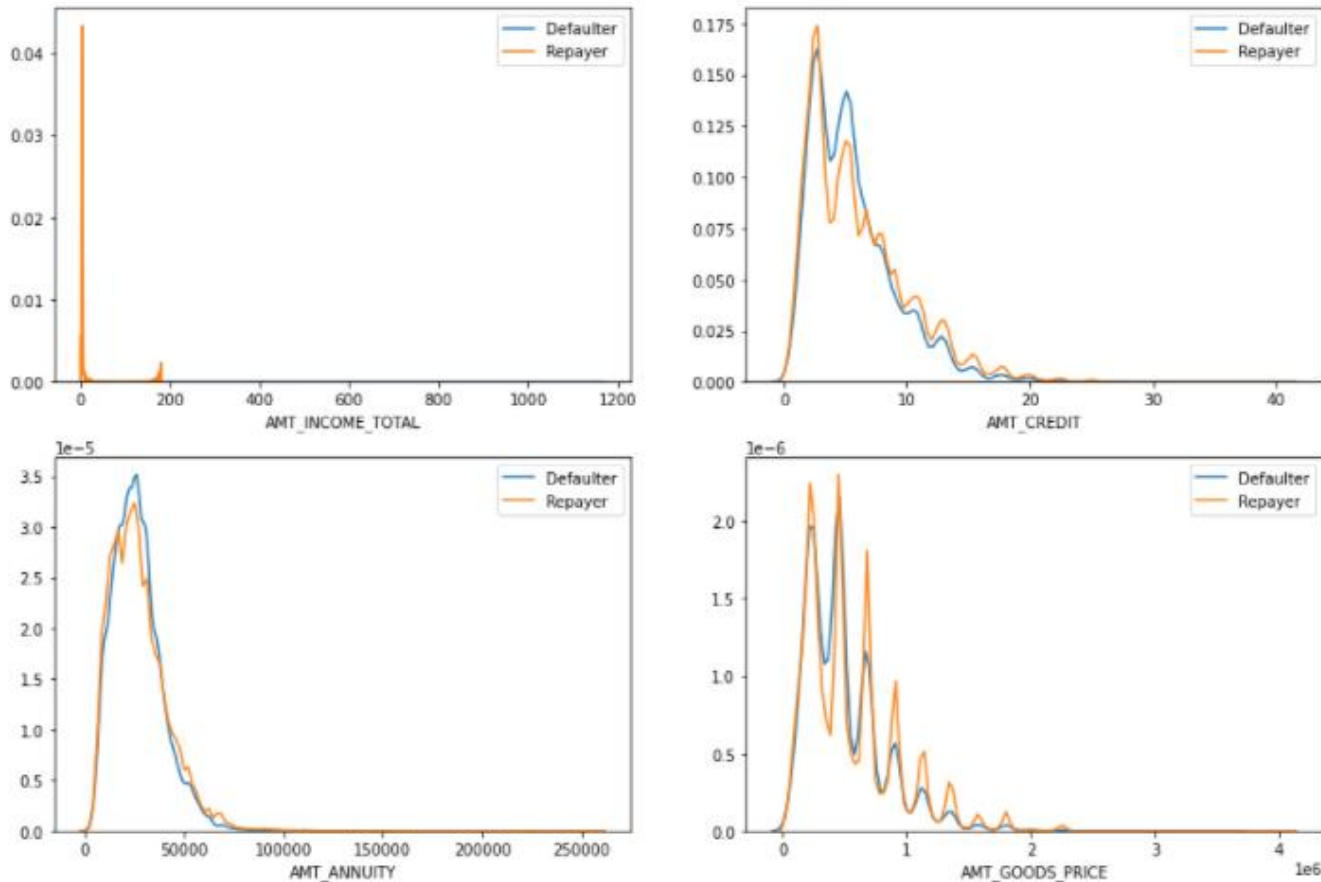 Defaulter
Repayer
0.04
0.03
0.02
0.01
0.00
0 200 400 600 800 1000 1200
AMT_INCOME_TOTAL
Defaulter
Repayer
0.175
0.150
0.125
0.100
0.075
0.050
0.025
0.000
0 10 20 30 40
AMT_CREDIT
1e-5
Defaulter
Repayer
3.5
3.0
2.5
2.0
1.5
1.0
0.5
0.0
0 50000 100000 150000 200000 250000
AMT_ANNUITY
1e-6
Defaulter
Repayer
2.0
1.5
1.0
0.5
0.0
0 1 2 3 4
1e6
AMT_GOODS_PRICE